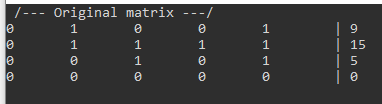 /--- Original matrix ---/
0 1 0 0 1 | 9
0 1 1 1 1 | 15
0 0 1 0 1 | 5
0 0 0 0 0 | 0